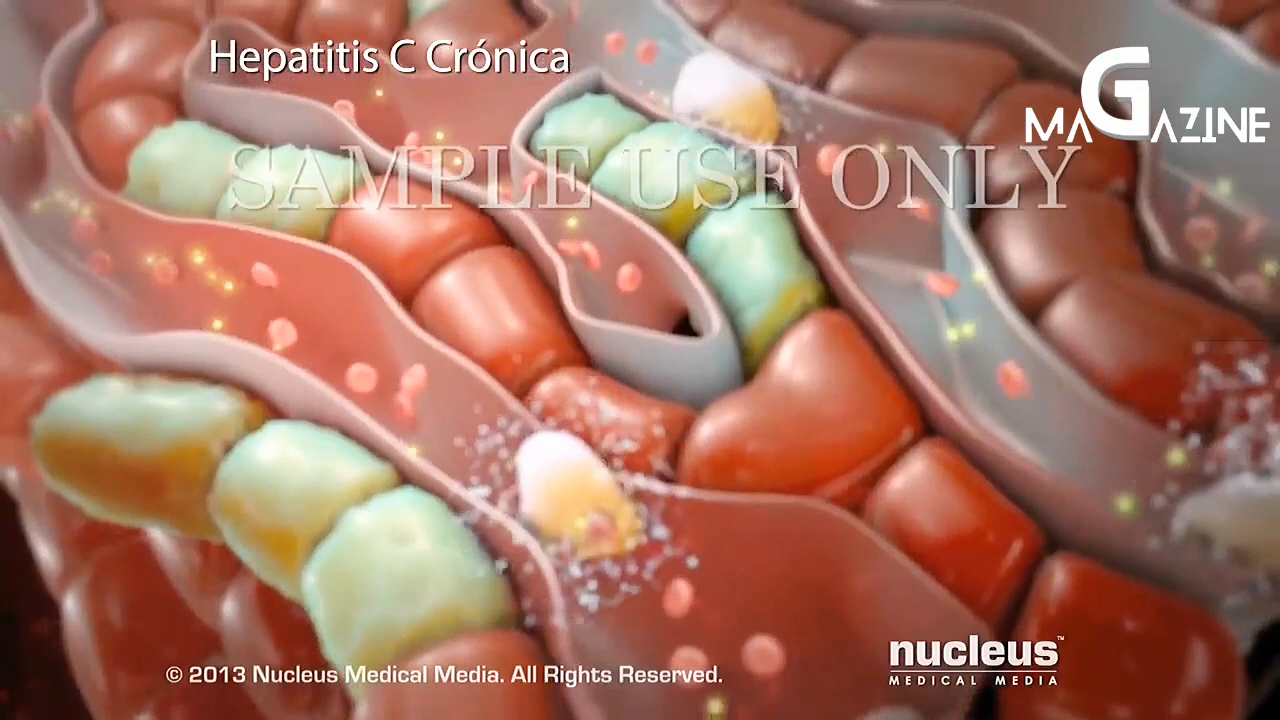 Hepatitis C Crónica
MAGAZINE
SAMPLE USE ONLY
© 2013 Nucleus Medical Media. All Rights Reserved.
nucleus™
MEDICAL MEDIA